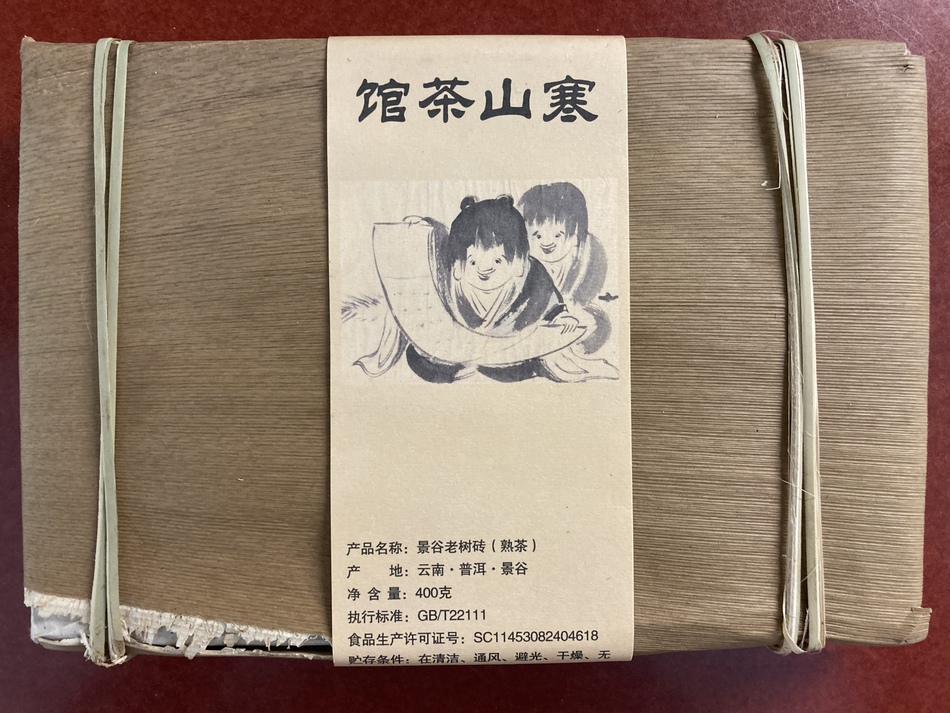 寒山茶馆
产品名称：景谷老树砖（熟茶）
产　　地：云南·普洱·景谷
净 含 量：400克
执行标准：GB/T22111
食品生产许可证号：SC11453082404618
贮存条件：在清洁、通风、避光、干燥、无